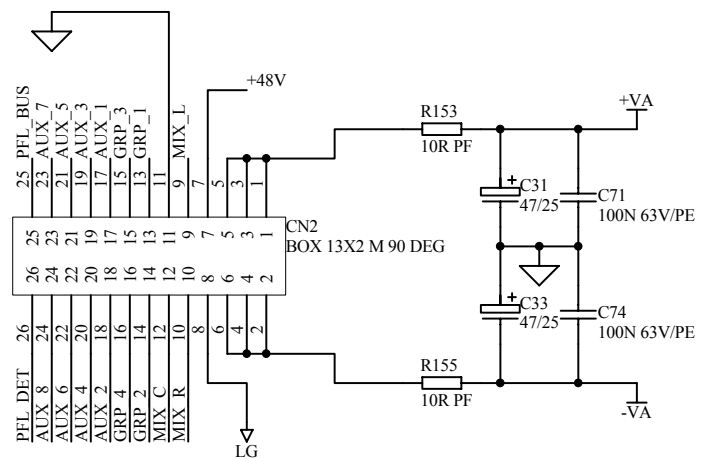 +48V
+VA
R153
10R PF
PFL_BUS
AUX_7
AUX_5
AUX_3
AUX_1
GRP_3
GRP_1
MIX_L
25
23
21
19
17
15
13
11
9
7
5
3
1
C31
47/25
C71
100N 63V/PE
CN2
BOX 13X2 M 90 DEG
25
23
21
19
17
15
13
11
9
7
5
3
1
26
24
22
20
18
16
14
12
10
8
6
4
2
C33
47/25
C74
100N 63V/PE
26
24
22
20
18
16
14
12
10
8
6
4
2
R155
10R PF
PFL_DET
AUX_8
AUX_6
AUX_4
AUX_2
GRP_4
GRP_2
MIX_C
MIX_R
LG
-VA